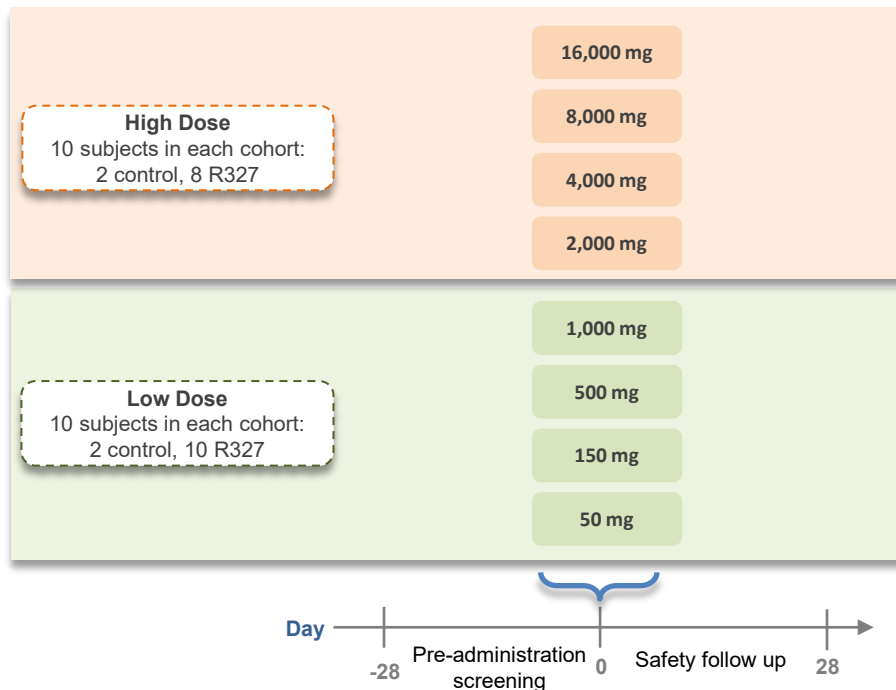 16,000 mg
8,000 mg
High Dose
10 subjects in each cohort:
2 control, 8 R327
4,000 mg
2,000 mg
1,000 mg
500 mg
Low Dose
10 subjects in each cohort:
2 control, 10 R327
150 mg
50 mg
Day
-28
Pre-administration
screening
0
Safety follow up
28